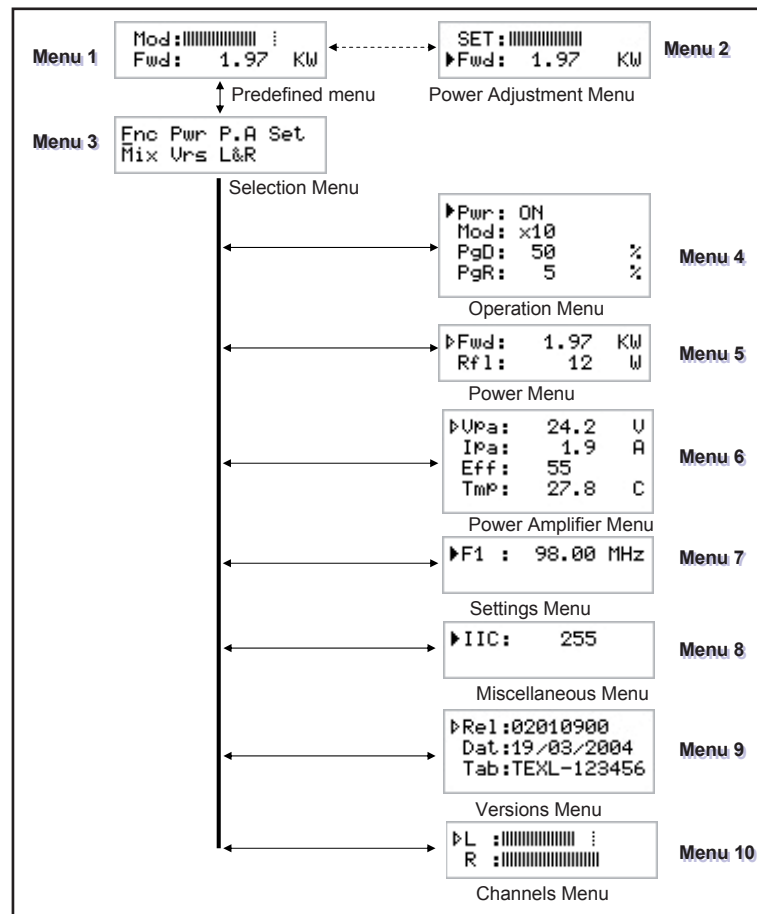 Menu 1
Mod:
Fwd: 1.97 KW
SET:
Fwd: 1.97 KW
Menu 2
Predefined menu
Power Adjustment Menu
Menu 3
Fnc Pwr P.A Set
Mix Vrs L&R
Selection Menu
Pwr: ON
Mod: x10
PgD: 50 %
PgR: 5 %
Menu 4
Operation Menu
Fwd: 1.97 KW
Rfl: 12 W
Menu 5
Power Menu
VPa: 24.2 V
IPa: 1.9 A
Eff: 55
TmP: 27.8 C
Menu 6
Power Amplifier Menu
F1 : 98.00 MHz
Menu 7
Settings Menu
IIC: 255
Menu 8
Miscellaneous Menu
Rel:02010900
Dat:19/03/2004
Tab:TEXL-123456
Menu 9
Versions Menu
L :
R :
Menu 10
Channels Menu